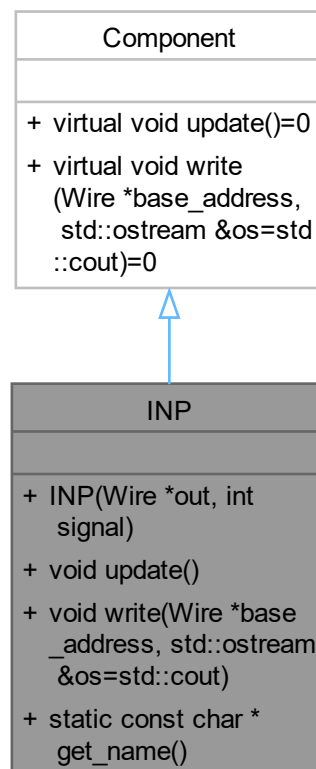 Component
+ virtual void update()=0
+ virtual void write
(Wire *base_address,
std::ostream &os=std
::cout)=0
INP
+ INP(Wire *out, int
signal)
+ void update()
+ void write(Wire *base
_address, std::ostream
&os=std::cout)
+ static const char *
get_name()